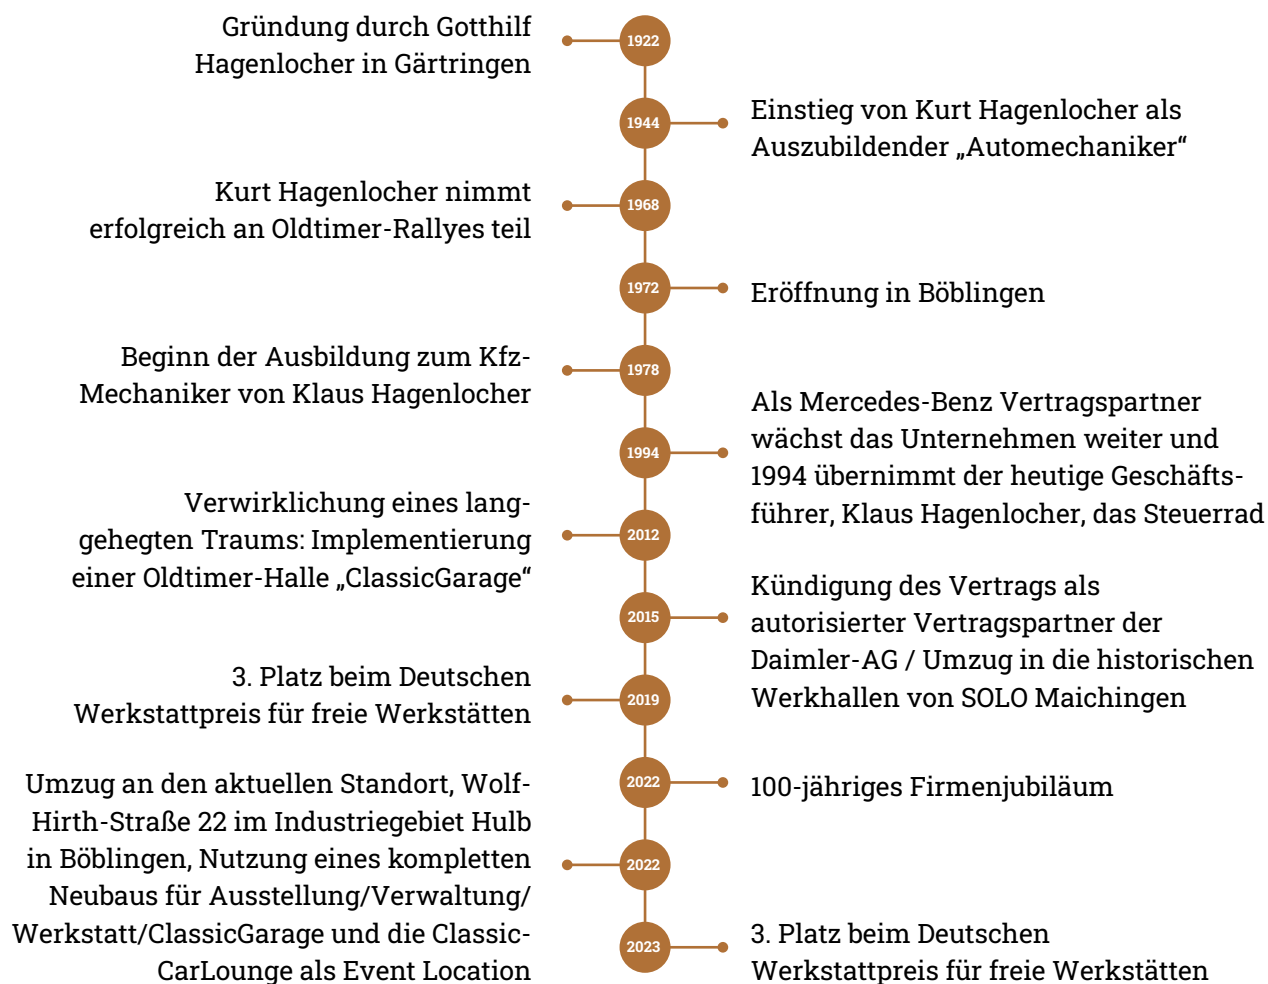 Gründung durch Gotthilf
Hagenlocher in Gärtringen
1922
1944
Einstieg von Kurt Hagenlocher als
Auszubildender „Automechaniker“
Kurt Hagenlocher nimmt
erfolgreich an Oldtimer-Rallyes teil
1968
1972
Eröffnung in Böblingen
Beginn der Ausbildung zum Kfz-
Mechaniker von Klaus Hagenlocher
1978
1994
Als Mercedes-Benz Vertragspartner
wächst das Unternehmen weiter und
1994 übernimmt der heutige Geschäfts-
führer, Klaus Hagenlocher, das Steuerrad
Verwirklichung eines lang-
gehegten Traums: Implementierung
einer Oldtimer-Halle „ClassicGarage“
2012
2015
Kündigung des Vertrags als
autorisierter Vertragspartner der
Daimler-AG / Umzug in die historischen
Werkhallen von SOLO Maichingen
3. Platz beim Deutschen
Werkstattpreis für freie Werkstätten
2019
2022
100-jähriges Firmenjubiläum
Umzug an den aktuellen Standort, Wolf-
Hirth-Straße 22 im Industriegebiet Hulb
in Böblingen, Nutzung eines kompletten
Neubaus für Ausstellung/Verwaltung/
Werkstatt/ClassicGarage und die Classic-
CarLounge als Event Location
2022
2023
3. Platz beim Deutschen
Werkstattpreis für freie Werkstätten